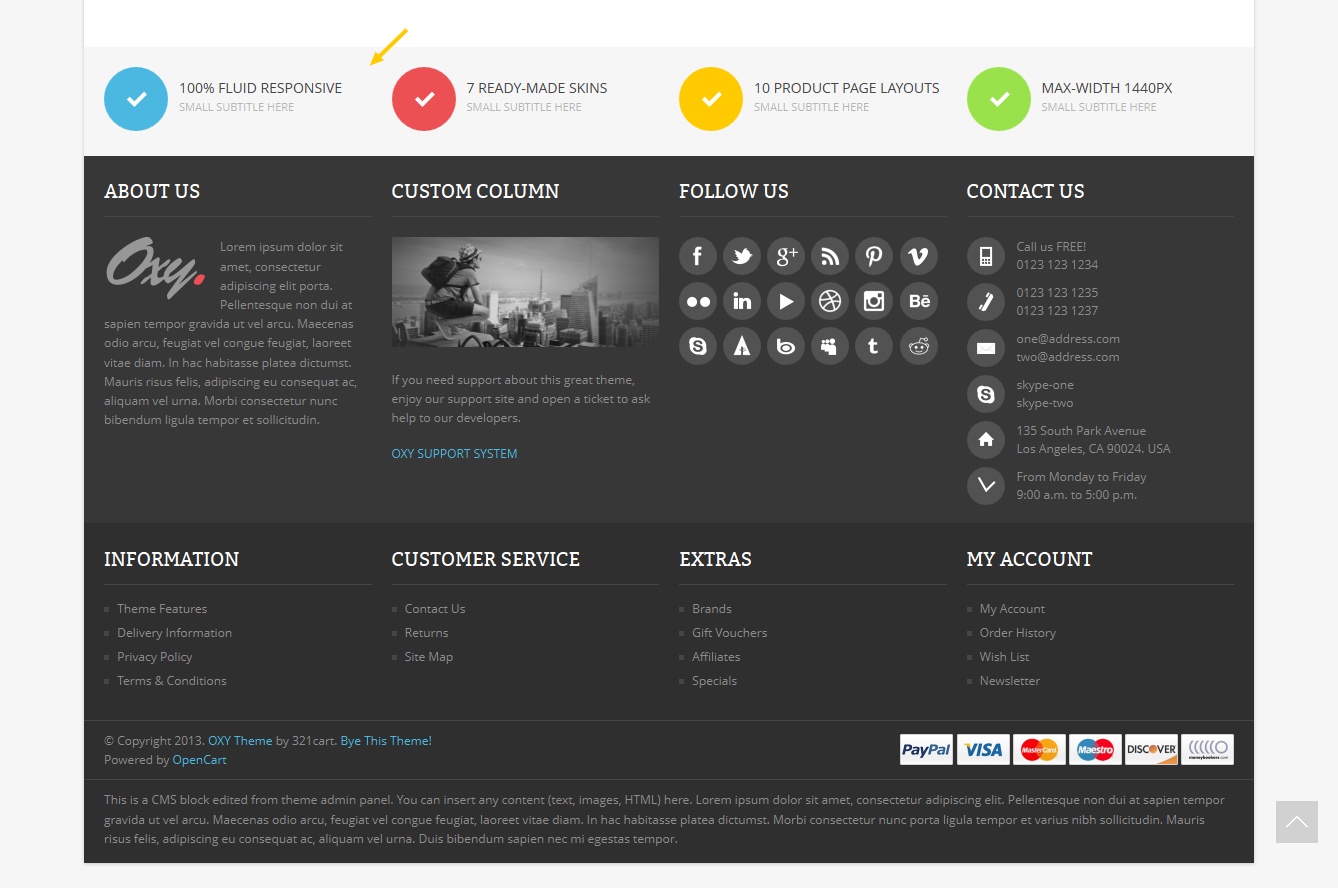 100% FLUID RESPONSIVE
SMALL SUBTITLE HERE
7 READY-MADE SKINS
SMALL SUBTITLE HERE
10 PRODUCT PAGE LAYOUTS
SMALL SUBTITLE HERE
MAX-WIDTH 1440PX
SMALL SUBTITLE HERE
ABOUT US
Oxy.
Lorem ipsum dolor sit
amet, consectetur
adipiscing elit porta.
Pellentesque non dui at
sapien tempor gravida ut vel arcu. Maecenas
odio arcu, feugiat vel congue feugiat, laoreet
vitae diam. In hac habitasse platea dictumst.
Mauris risus felis, adipiscing eu consequat ac,
aliquam vel urna. Morbi consectetur nunc
bibendum ligula tempor et sollicitudin.
CUSTOM COLUMN
If you need support about this great theme,
enjoy our support site and open a ticket to ask
help to our developers.
OXY SUPPORT SYSTEM
FOLLOW US
f
g+
in
Bē
t
CONTACT US
Call us FREE!
0123 123 1234
0123 123 1235
0123 123 1237
one@address.com
two@address.com
skype-one
skype-two
135 South Park Avenue
Los Angeles, CA 90024. USA
From Monday to Friday
9:00 a.m. to 5:00 p.m.
INFORMATION
Theme Features
Delivery Information
Privacy Policy
Terms & Conditions
CUSTOMER SERVICE
Contact Us
Returns
Site Map
EXTRAS
Brands
Gift Vouchers
Affiliates
Specials
MY ACCOUNT
My Account
Order History
Wish List
Newsletter
© Copyright 2013. OXY Theme by 321cart. Bye This Theme!
Powered by OpenCart
PayPal
VISA
MasterCard
Maestro
DISCOVER
moneybookers.com
This is a CMS block edited from theme admin panel. You can insert any content (text, images, HTML) here. Lorem ipsum dolor sit amet, consectetur adipiscing elit. Pellentesque non dui at sapien tempor
gravida ut vel arcu. Maecenas odio arcu, feugiat vel congue feugiat, laoreet vitae diam. In hac habitasse platea dictumst. Morbi consectetur nunc porta ligula tempor et varius nibh sollicitudin. Mauris
risus felis, adipiscing eu consequat ac, aliquam vel urna. Duis bibendum sapien nec mi egestas tempor.